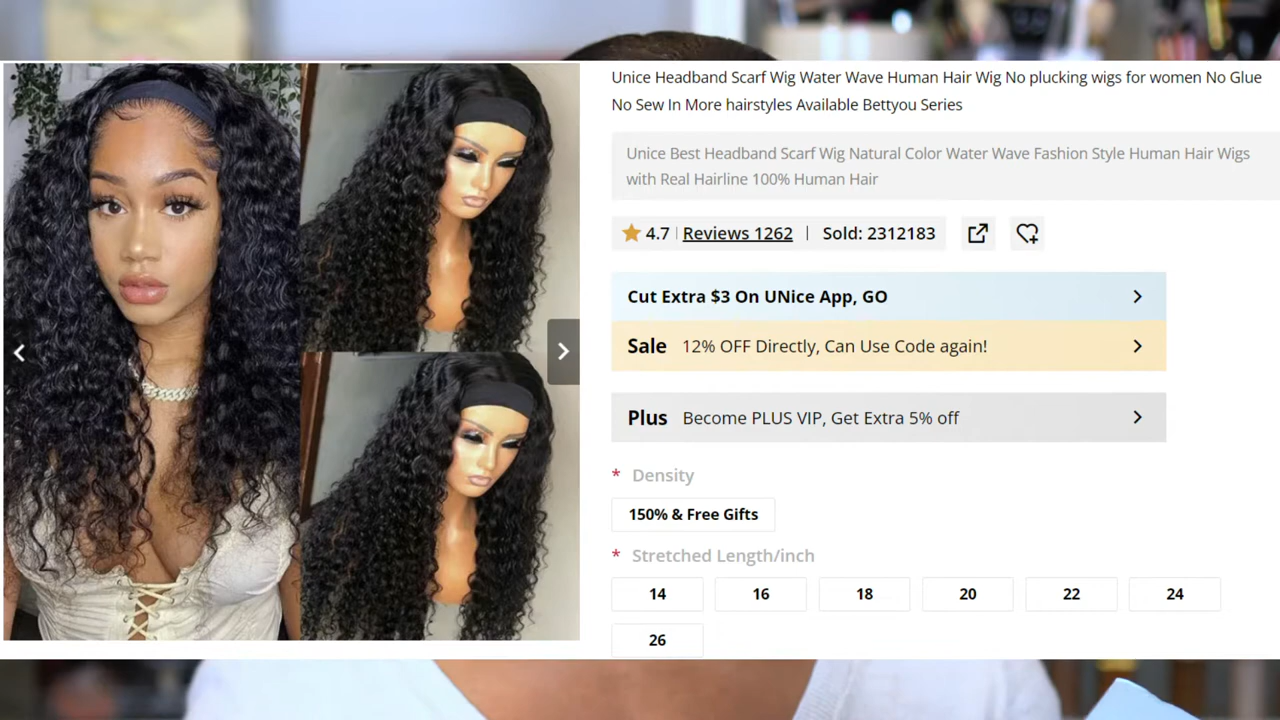 Unice Headband Scarf Wig Water Wave Human Hair Wig No plucking wigs for women No Glue
No Sew In More hairstyles Available Bettyou Series
Unice Best Headband Scarf Wig Natural Color Water Wave Fashion Style Human Hair Wigs
with Real Hairline 100% Human Hair
4.7 | Reviews 1262 | Sold: 2312183
Cut Extra $3 On UNice App, GO
Sale 12% OFF Directly, Can Use Code again!
Plus Become PLUS VIP, Get Extra 5% off
* Density
150% & Free Gifts
* Stretched Length/inch
14 16 18 20 22 24
26